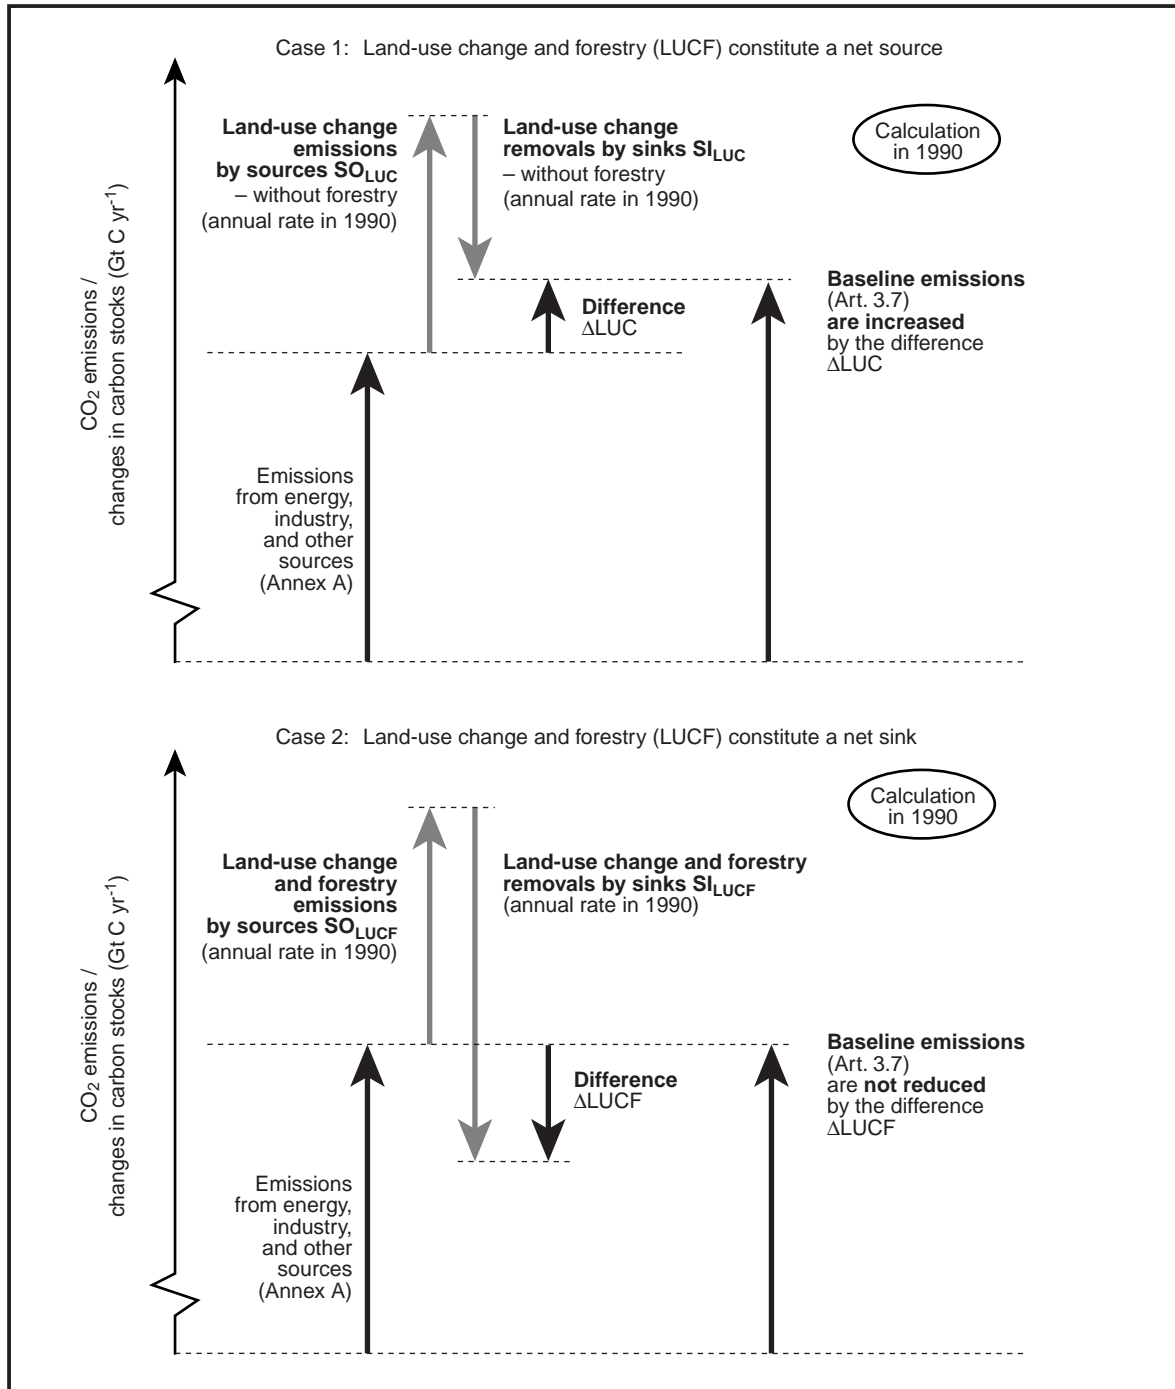 Case 1: Land-use change and forestry (LUCF) constitute a net source
CO2 emissions /
changes in carbon stocks (Gt C yr-1)
Land-use change
emissions
by sources SOLUC
– without forestry
(annual rate in 1990)
Land-use change
removals by sinks SILUC
– without forestry
(annual rate in 1990)
Calculation
in 1990
Difference
ΔLUC
Baseline emissions
(Art. 3.7)
are increased
by the difference
ΔLUC
Emissions
from energy,
industry,
and other
sources
(Annex A)
Case 2: Land-use change and forestry (LUCF) constitute a net sink
CO2 emissions /
changes in carbon stocks (Gt C yr-1)
Land-use change
and forestry
emissions
by sources SOLUCF
(annual rate in 1990)
Land-use change and forestry
removals by sinks SILUCF
(annual rate in 1990)
Calculation
in 1990
Difference
ΔLUCF
Baseline emissions
(Art. 3.7)
are not reduced
by the difference
ΔLUCF
Emissions
from energy,
industry,
and other
sources
(Annex A)